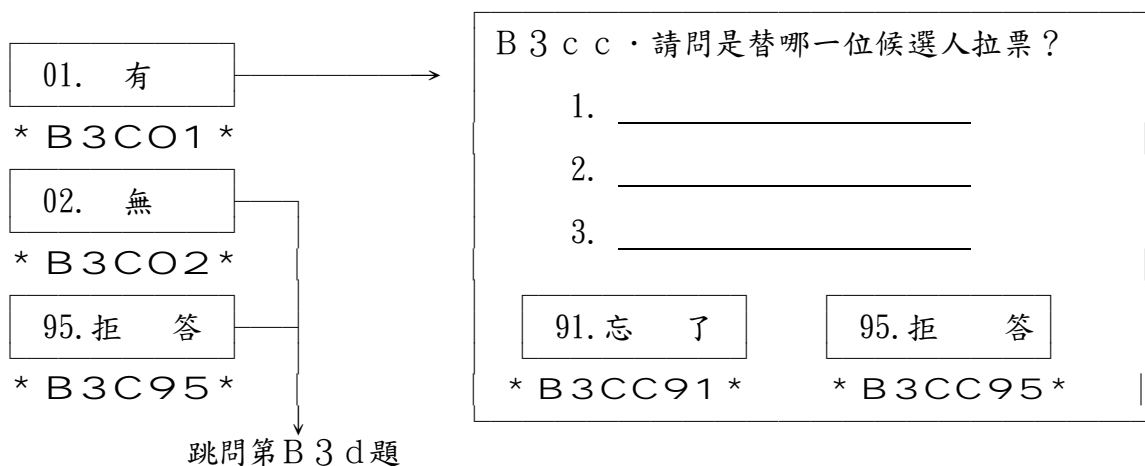 01. 有
*B3C01*
02. 無
*B3C02*
95.拒 答
*B3C95*
跳問第B3d題
B3cc·請問是替哪一位候選人拉票？
1.
2.
3.
91.忘 了
*B3CC91*
95.拒 答
*B3CC95*